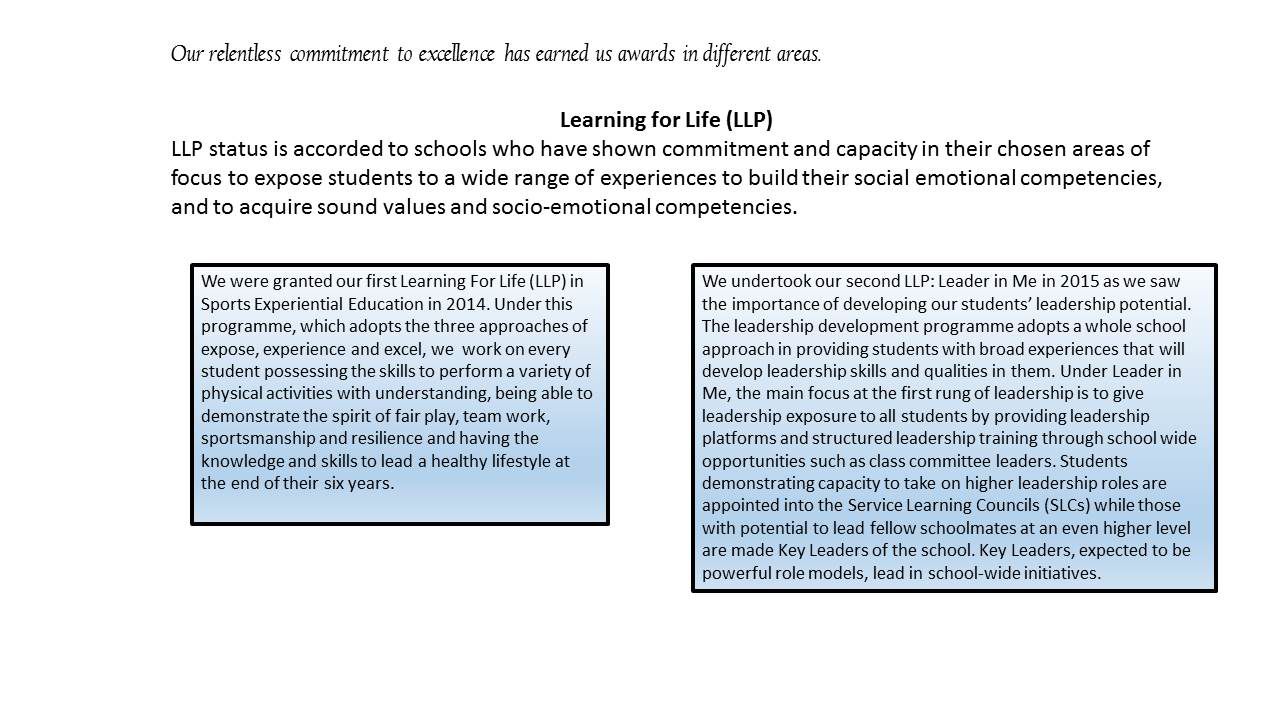 Our relentless commitment to excellence has earned us awards in different areas.
Learning for Life (LLP)
LLP status is accorded to schools who have shown commitment and capacity in their chosen areas of
focus to expose students to a wide range of experiences to build their social emotional competencies,
and to acquire sound values and socio-emotional competencies.
We were granted our first Learning For Life (LLP) in
Sports Experiential Education in 2014. Under this
programme, which adopts the three approaches of
expose, experience and excel, we work on every
student possessing the skills to perform a variety of
physical activities with understanding, being able to
demonstrate the spirit of fair play, team work,
sportsmanship and resilience and having the
knowledge and skills to lead a healthy lifestyle at
the end of their six years.
We undertook our second LLP: Leader in Me in 2015 as we saw
the importance of developing our students’ leadership potential.
The leadership development programme adopts a whole school
approach in providing students with broad experiences that will
develop leadership skills and qualities in them. Under Leader in
Me, the main focus at the first rung of leadership is to give
leadership exposure to all students by providing leadership
platforms and structured leadership training through school wide
opportunities such as class committee leaders. Students
demonstrating capacity to take on higher leadership roles are
appointed into the Service Learning Councils (SLCs) while those
with potential to lead fellow schoolmates at an even higher level
are made Key Leaders of the school. Key Leaders, expected to be
powerful role models, lead in school-wide initiatives.